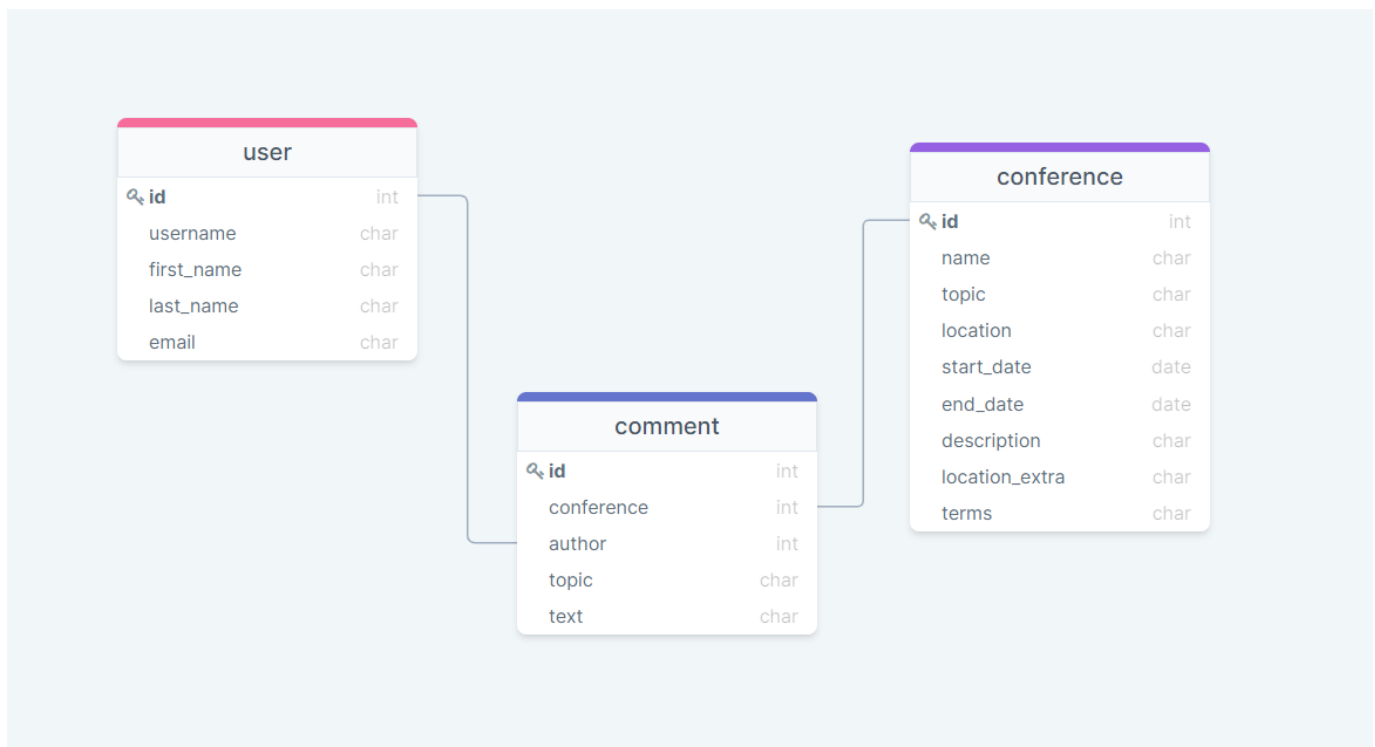 user
id int
username char
first_name char
last_name char
email char
comment
id int
conference int
author int
topic char
text char
conference
id int
name char
topic char
location char
start_date date
end_date date
description char
location_extra char
terms char